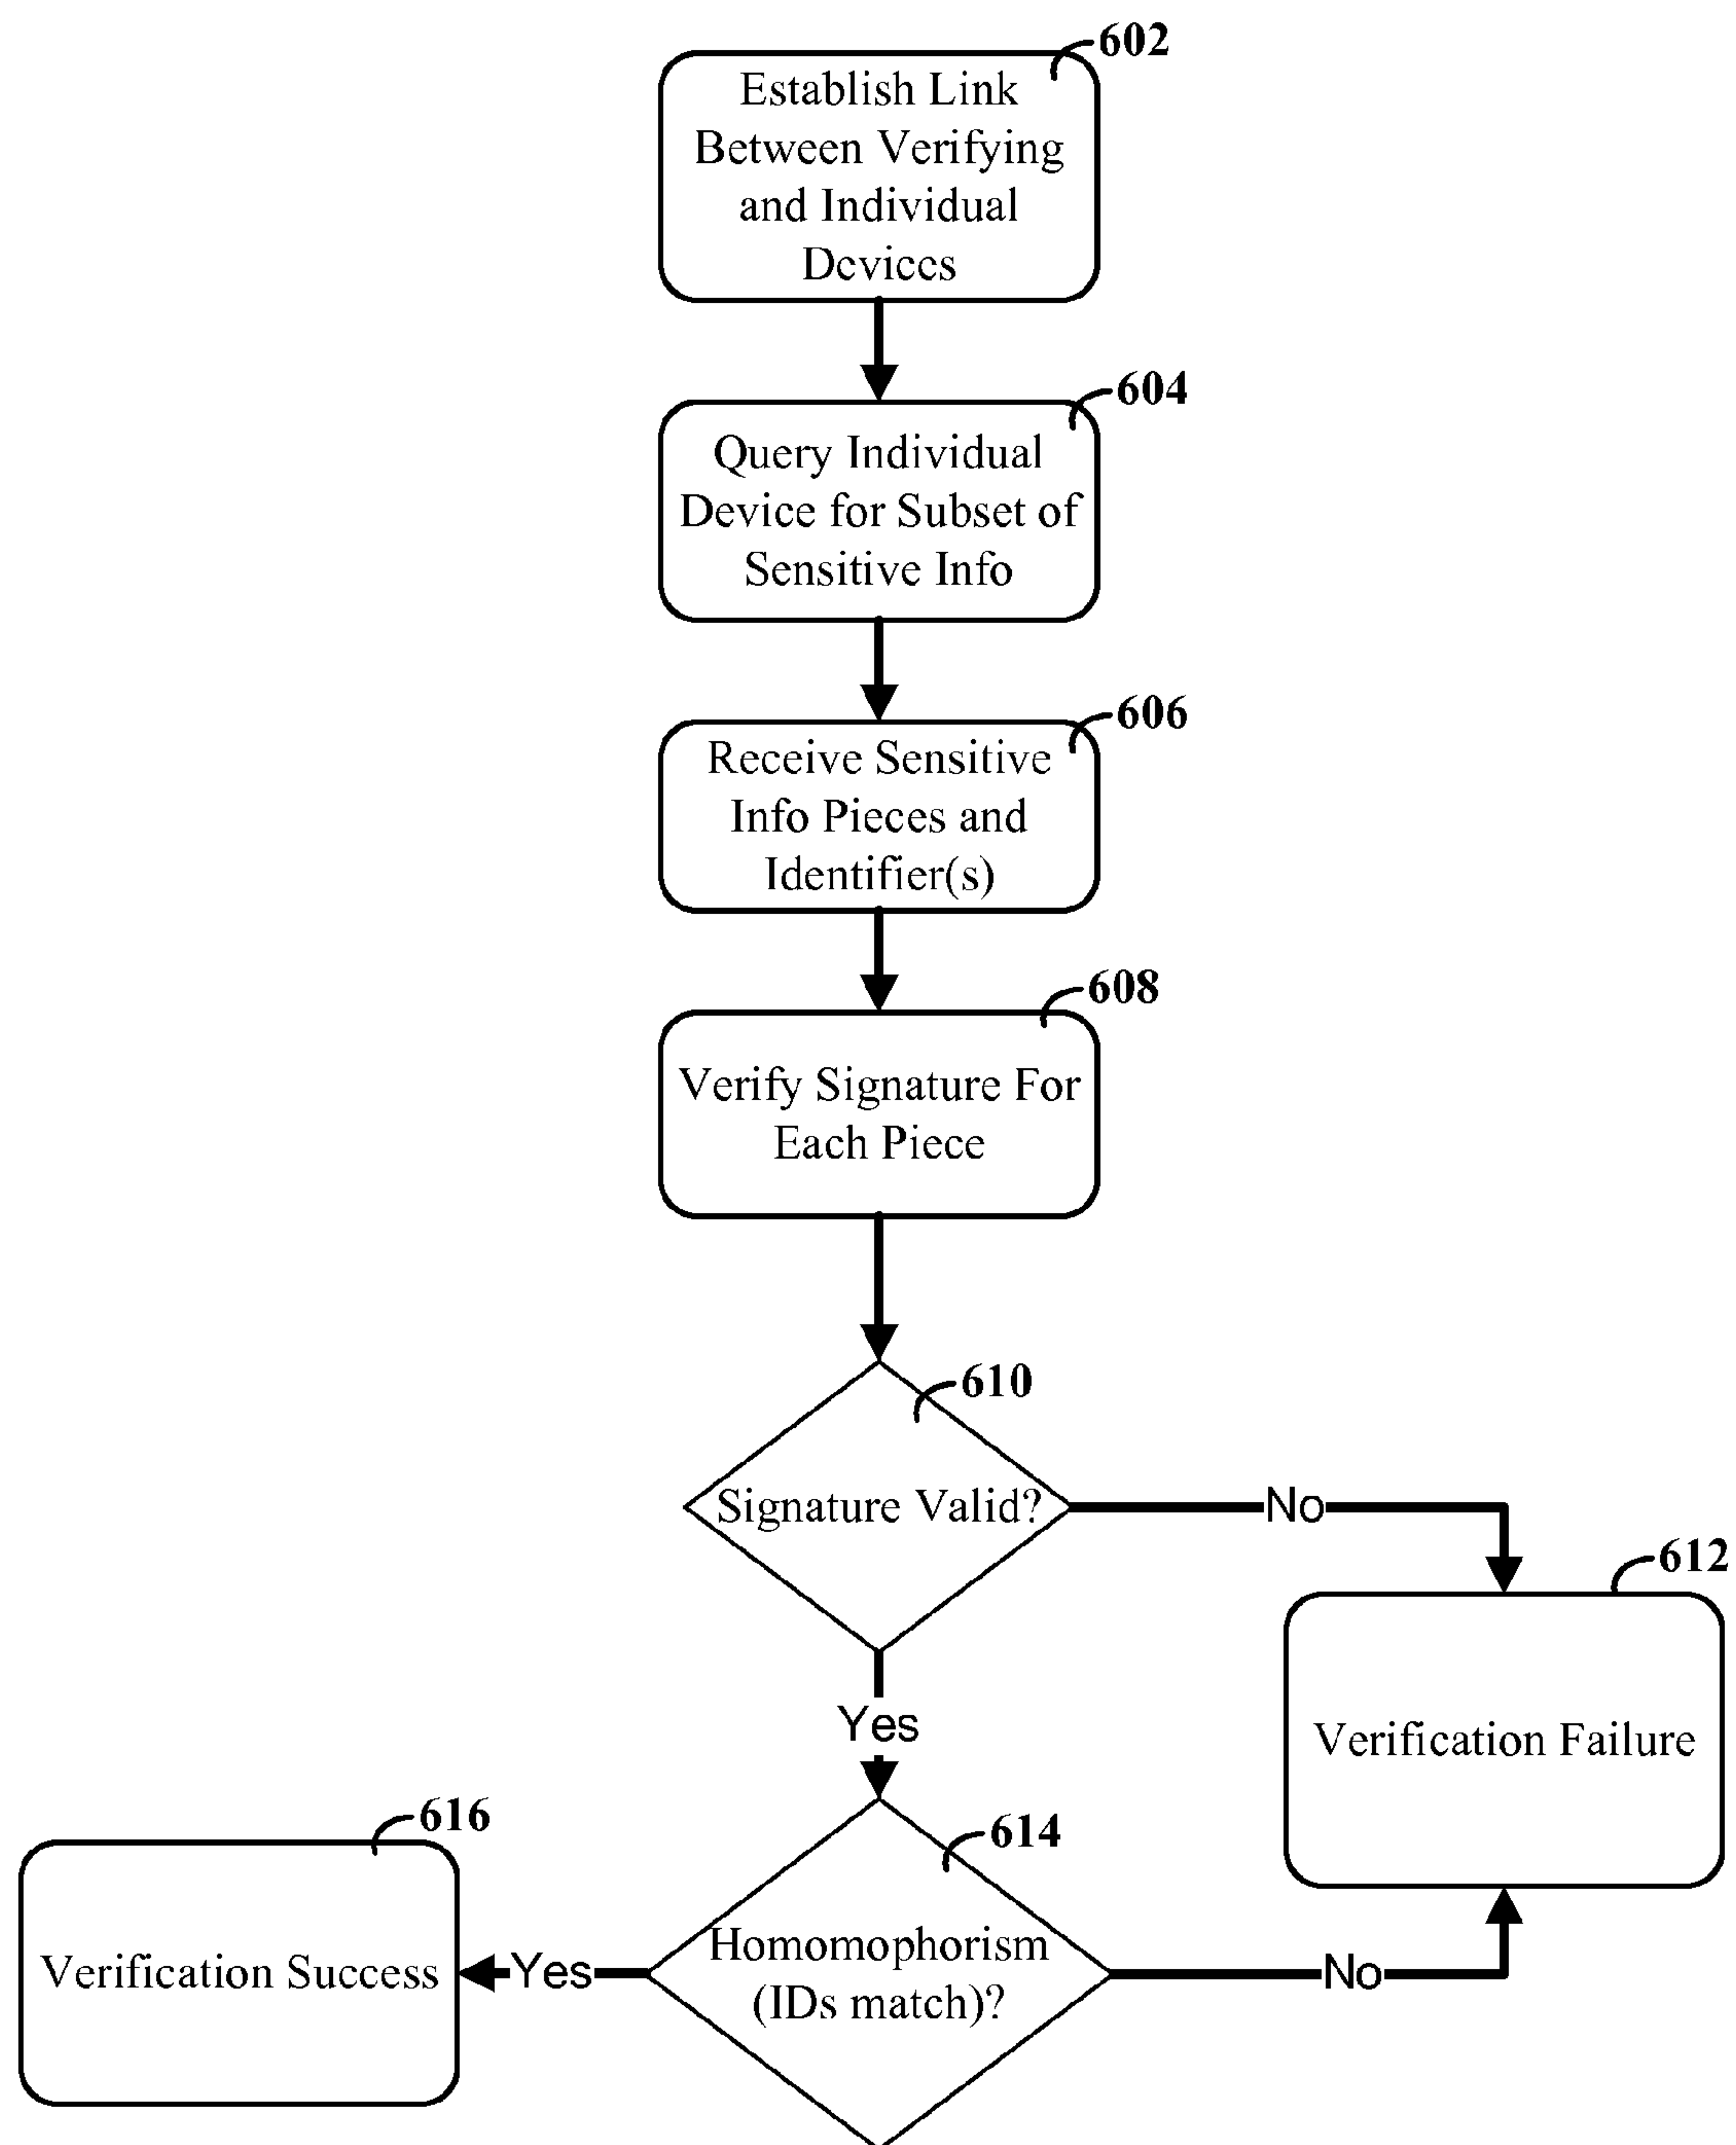 602
Establish Link
Between Verifying
and Individual
Devices
604
Query Individual
Device for Subset of
Sensitive Info
606
Receive Sensitive
Info Pieces and
Identifier(s)
608
Verify Signature For
Each Piece
610
Signature Valid?
No
612
Verification Failure
Yes
614
Homomophorism
(IDs match)?
No
Yes
616
Verification Success